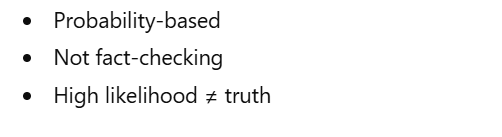 • Probability-based
• Not fact-checking
• High likelihood ≠ truth